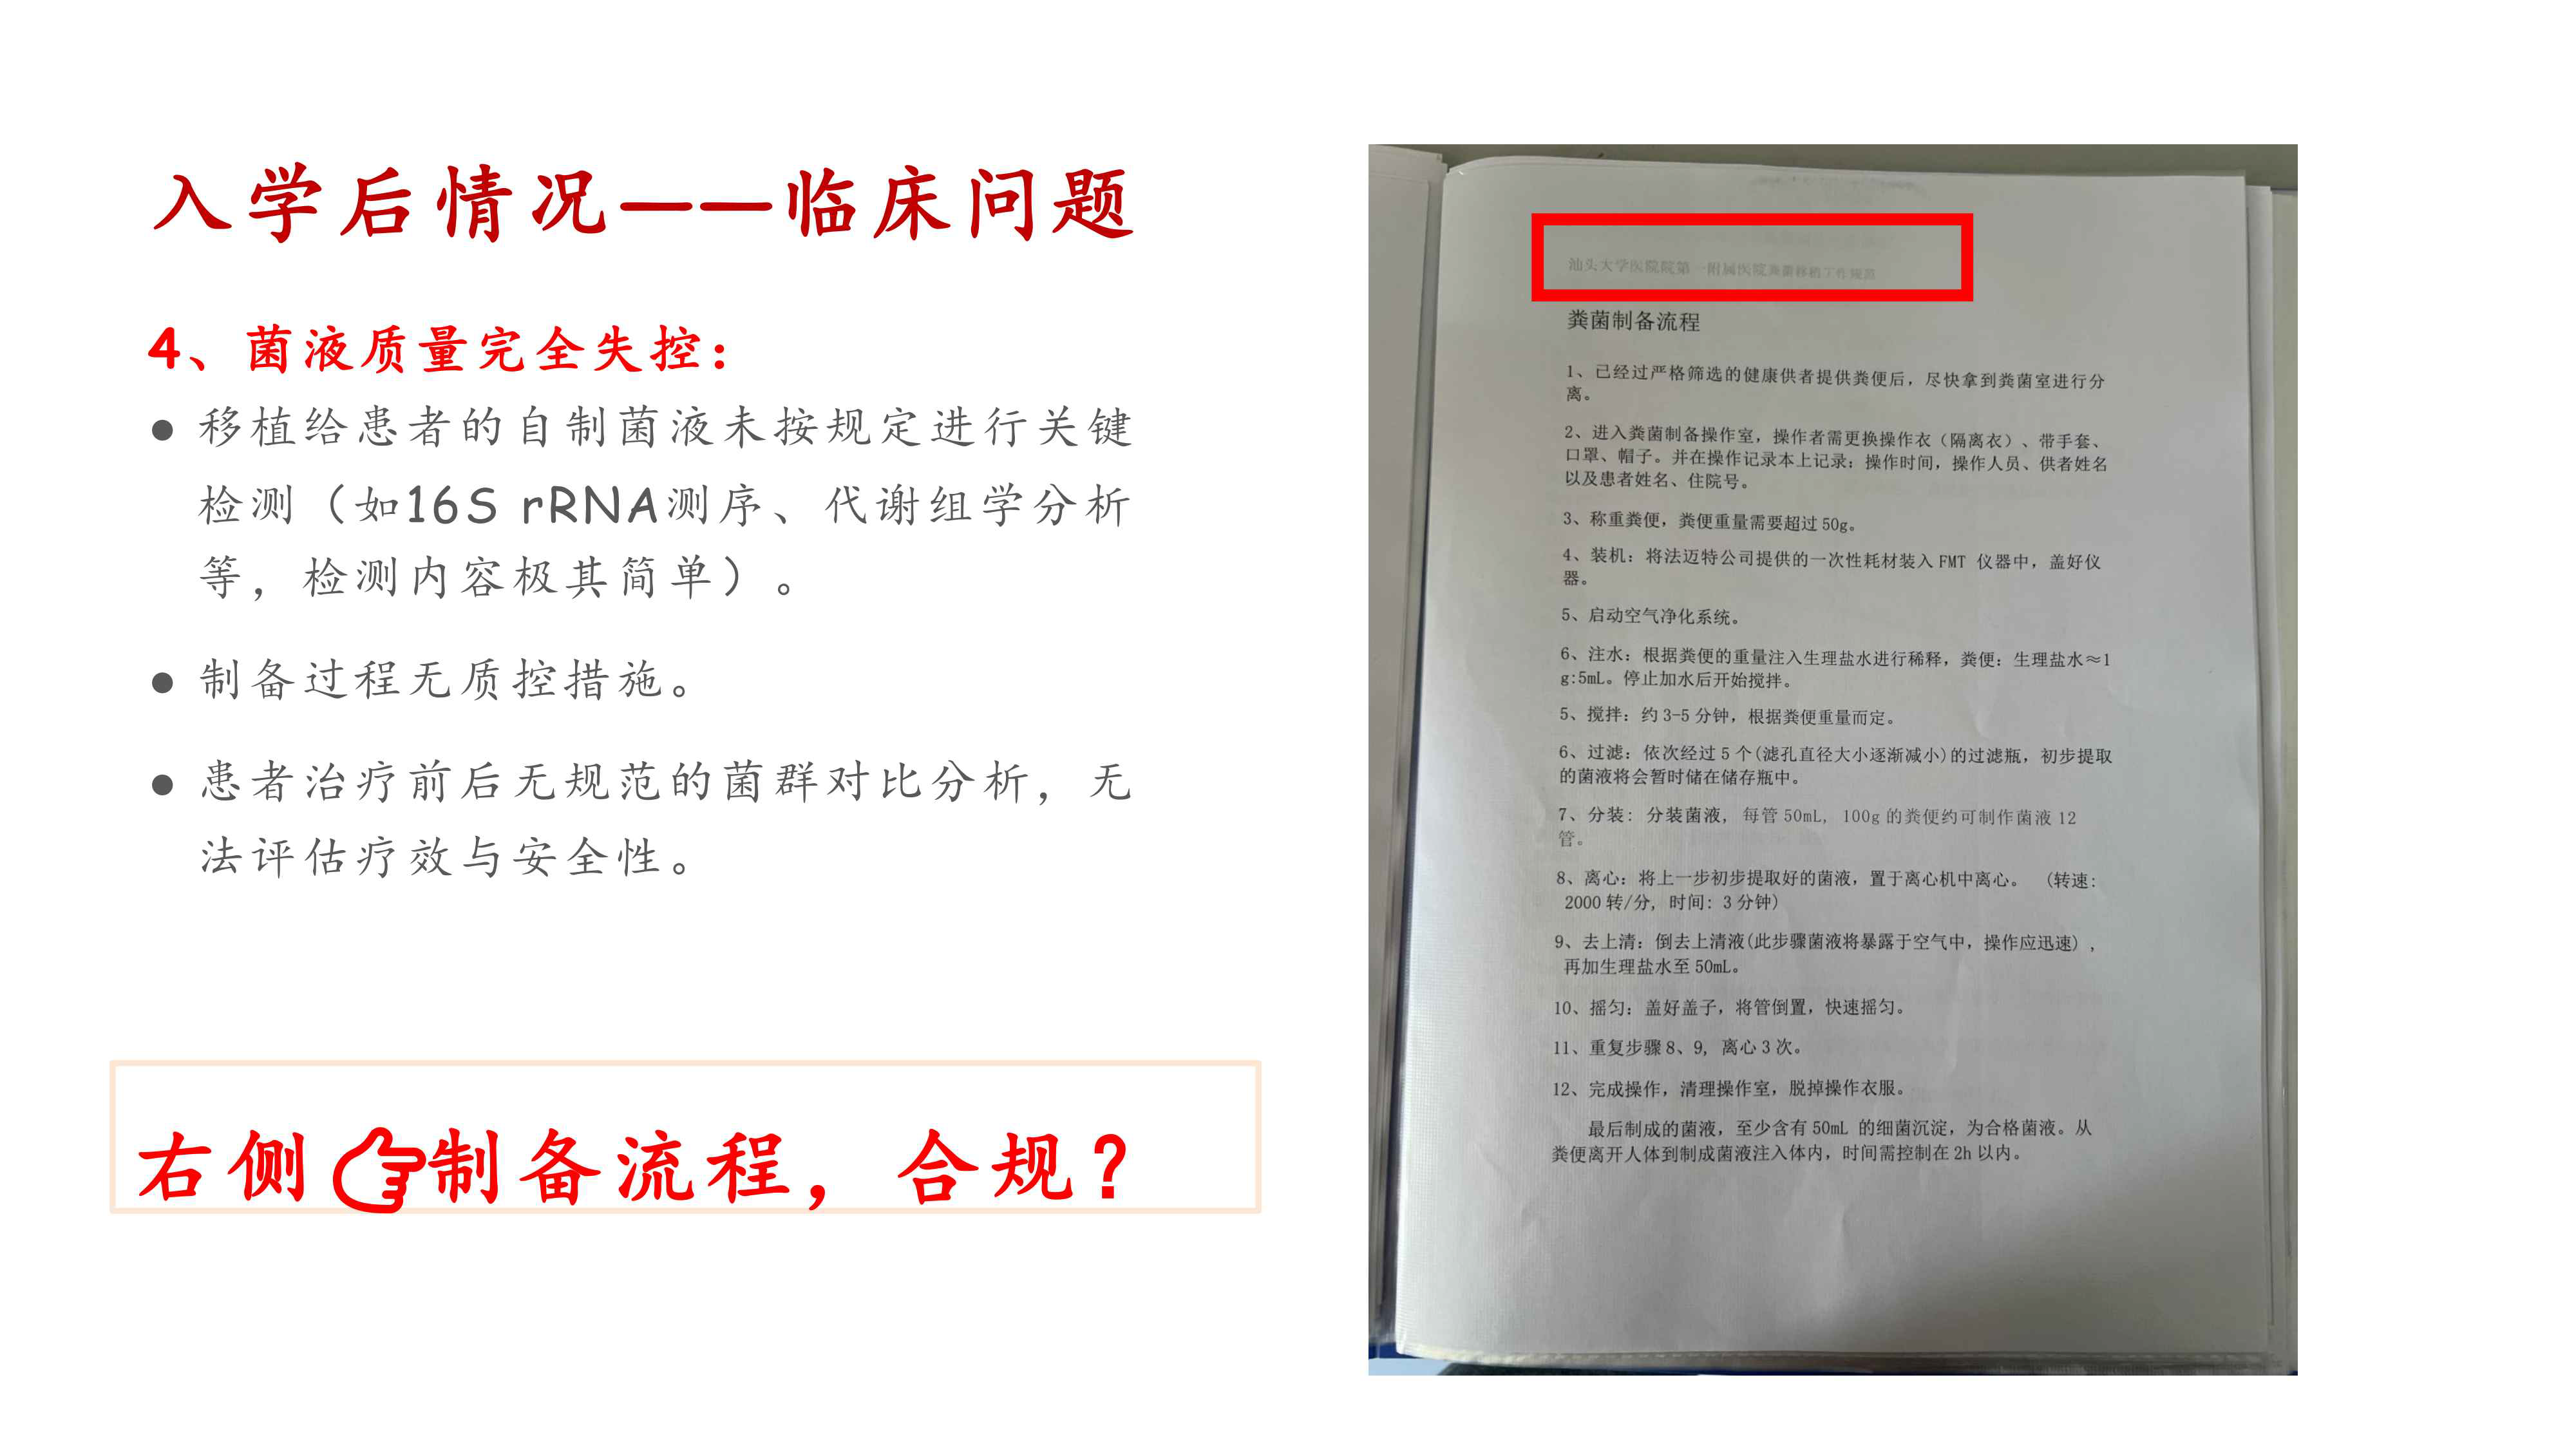 入学后情况——临床问题
4、菌液质量完全失控：
● 移植给患者的自制菌液未按规定进行关键
检测（如16S rRNA测序、代谢组学分析
等，检测内容极其简单）。
● 制备过程无质控措施。
● 患者治疗前后无规范的菌群对比分析，无
法评估疗效与安全性。
右侧制备流程，合规？
汕头大学医院院第一附属医院粪菌移植工作规范
粪菌制备流程
1、已经过严格筛选的健康供者提供粪便后，尽快拿到粪菌室进行分
离。
2、进入粪菌制备操作室，操作者需更换操作衣（隔离衣）、带手套、
口罩、帽子。并在操作记录本上记录：操作时间，操作人员、供者姓名
以及患者姓名、住院号。
3、称重粪便，粪便重量需要超过50g。
4、装机：将法迈特公司提供的一次性耗材装入 FMT 仪器中，盖好仪
器。
5、启动空气净化系统。
6、注水：根据粪便的重量注入生理盐水进行稀释，粪便：生理盐水≈1
g:5mL。停止加水后开始搅拌。
5、搅拌：约 3-5 分钟，根据粪便重量而定。
6、过滤：依次经过 5 个(滤孔直径大小逐渐减小)的过滤瓶，初步提取
的菌液将会暂时储在储存瓶中。
7、分装：分装菌液，每管 50mL，100g 的粪便约可制作菌液 12
管。
8、离心：将上一步初步提取好的菌液，置于离心机中离心。 （转速：
2000 转/分，时间：3 分钟）
9、去上清：倒去上清液(此步骤菌液将暴露于空气中，操作应迅速)，
再加生理盐水至 50mL。
10、摇匀：盖好盖子，将管倒置，快速摇匀。
11、重复步骤 8、9，离心 3 次。
12、完成操作，清理操作室，脱掉操作衣服。
最后制成的菌液，至少含有 50mL 的细菌沉淀，为合格菌液。从
粪便离开人体到制成菌液注入体内，时间需控制在 2h 以内。